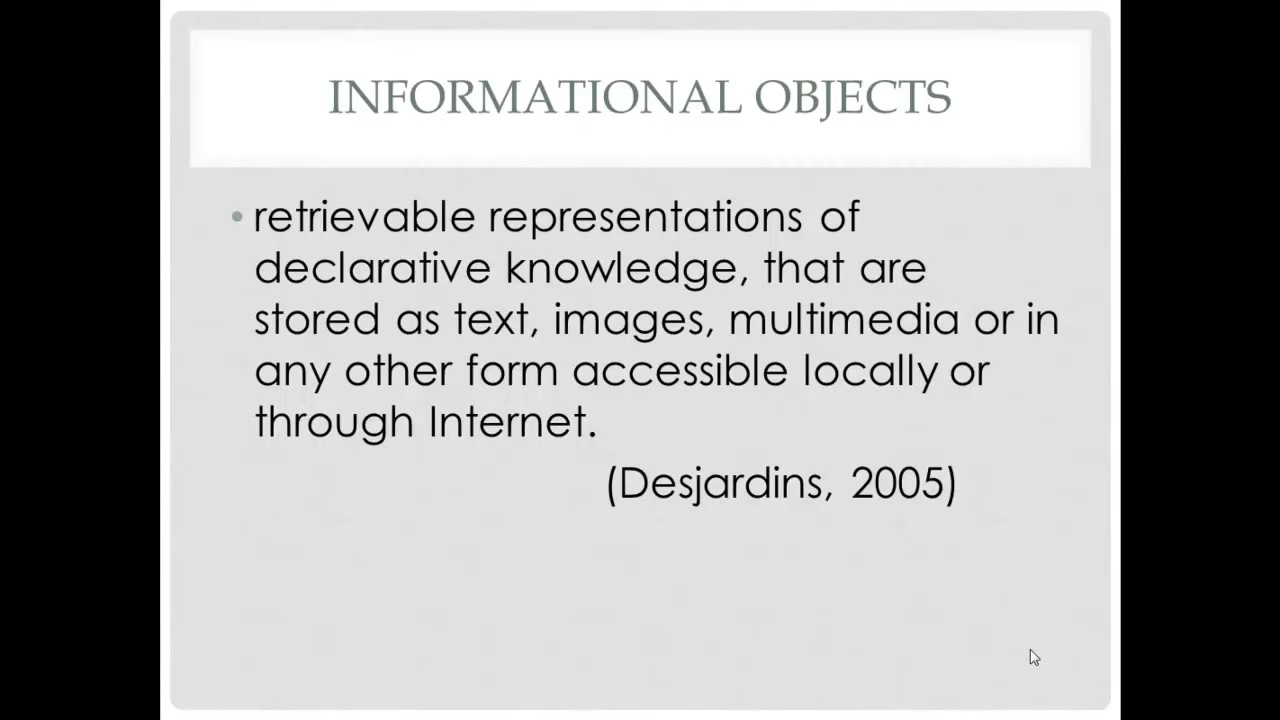 INFORMATIONAL OBJECTS
• retrievable representations of
declarative knowledge, that are
stored as text, images, multimedia or in
any other form accessible locally or
through Internet.
(Desjardins, 2005)